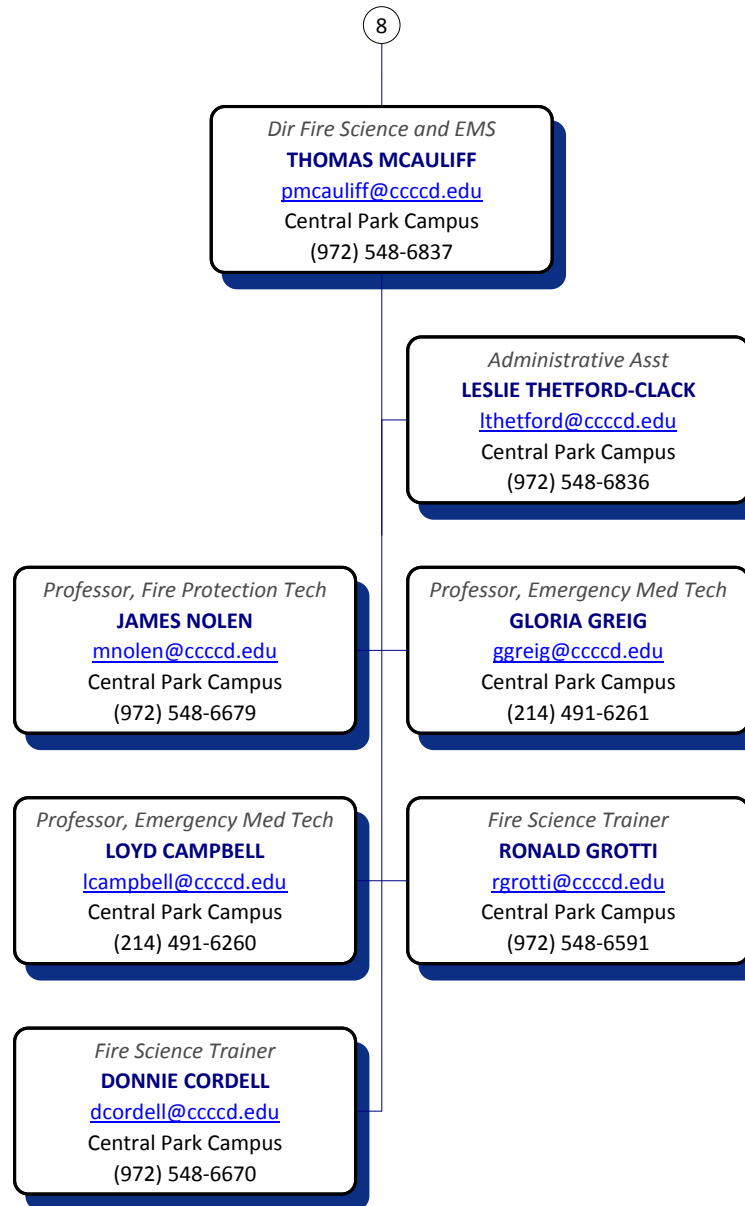 8
Dir Fire Science and EMS
THOMAS MCAULIFF
pmcauliff@ccccd.edu
Central Park Campus
(972) 548-6837
Administrative Asst
LESLIE THETFORD-CLACK
lthetford@ccccd.edu
Central Park Campus
(972) 548-6836
Professor, Fire Protection Tech
JAMES NOLEN
mnolen@ccccd.edu
Central Park Campus
(972) 548-6679
Professor, Emergency Med Tech
GLORIA GREIG
ggreig@ccccd.edu
Central Park Campus
(214) 491-6261
Professor, Emergency Med Tech
LOYD CAMPBELL
lcampbell@ccccd.edu
Central Park Campus
(214) 491-6260
Fire Science Trainer
RONALD GROTTI
rgrotti@ccccd.edu
Central Park Campus
(972) 548-6591
Fire Science Trainer
DONNIE CORDELL
dcordell@ccccd.edu
Central Park Campus
(972) 548-6670